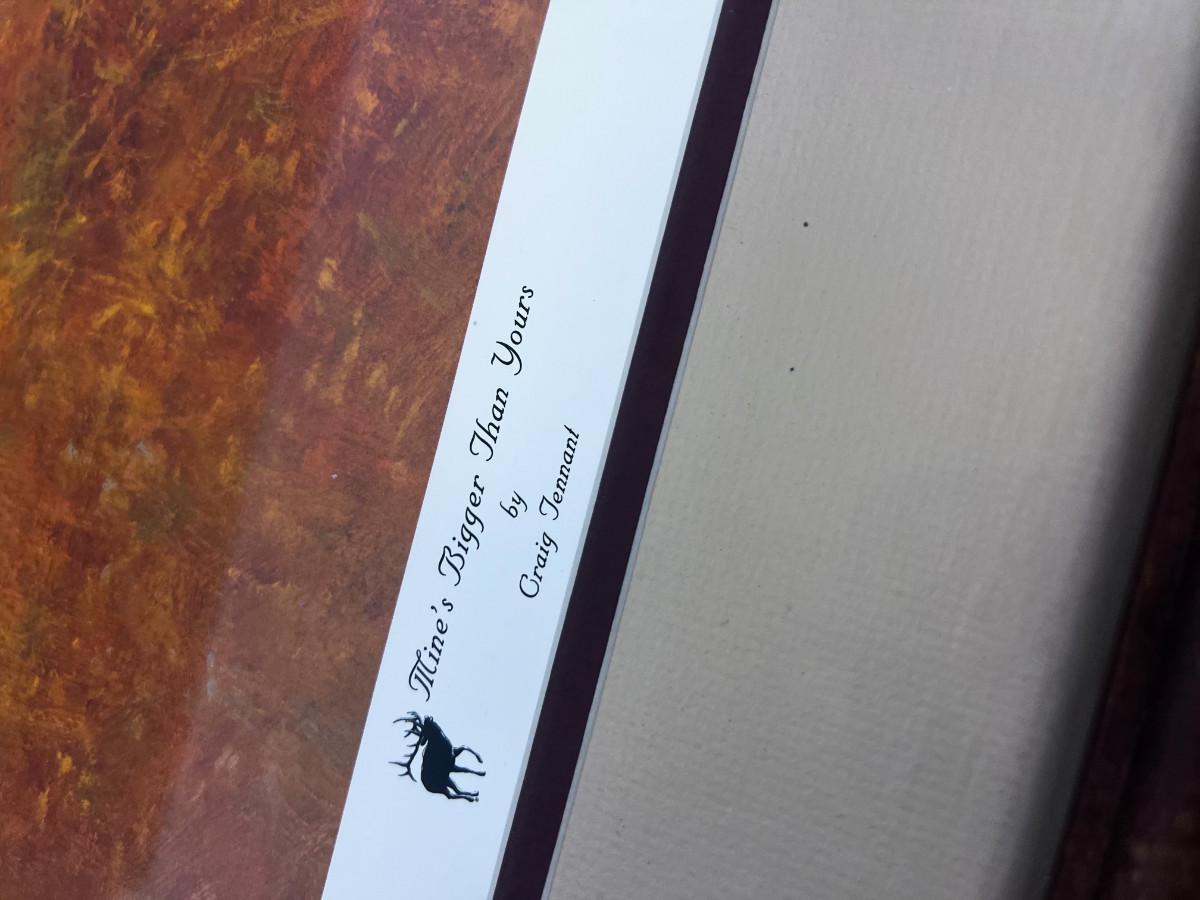 Mine's Bigger Than Yours
by
Craig Tennant